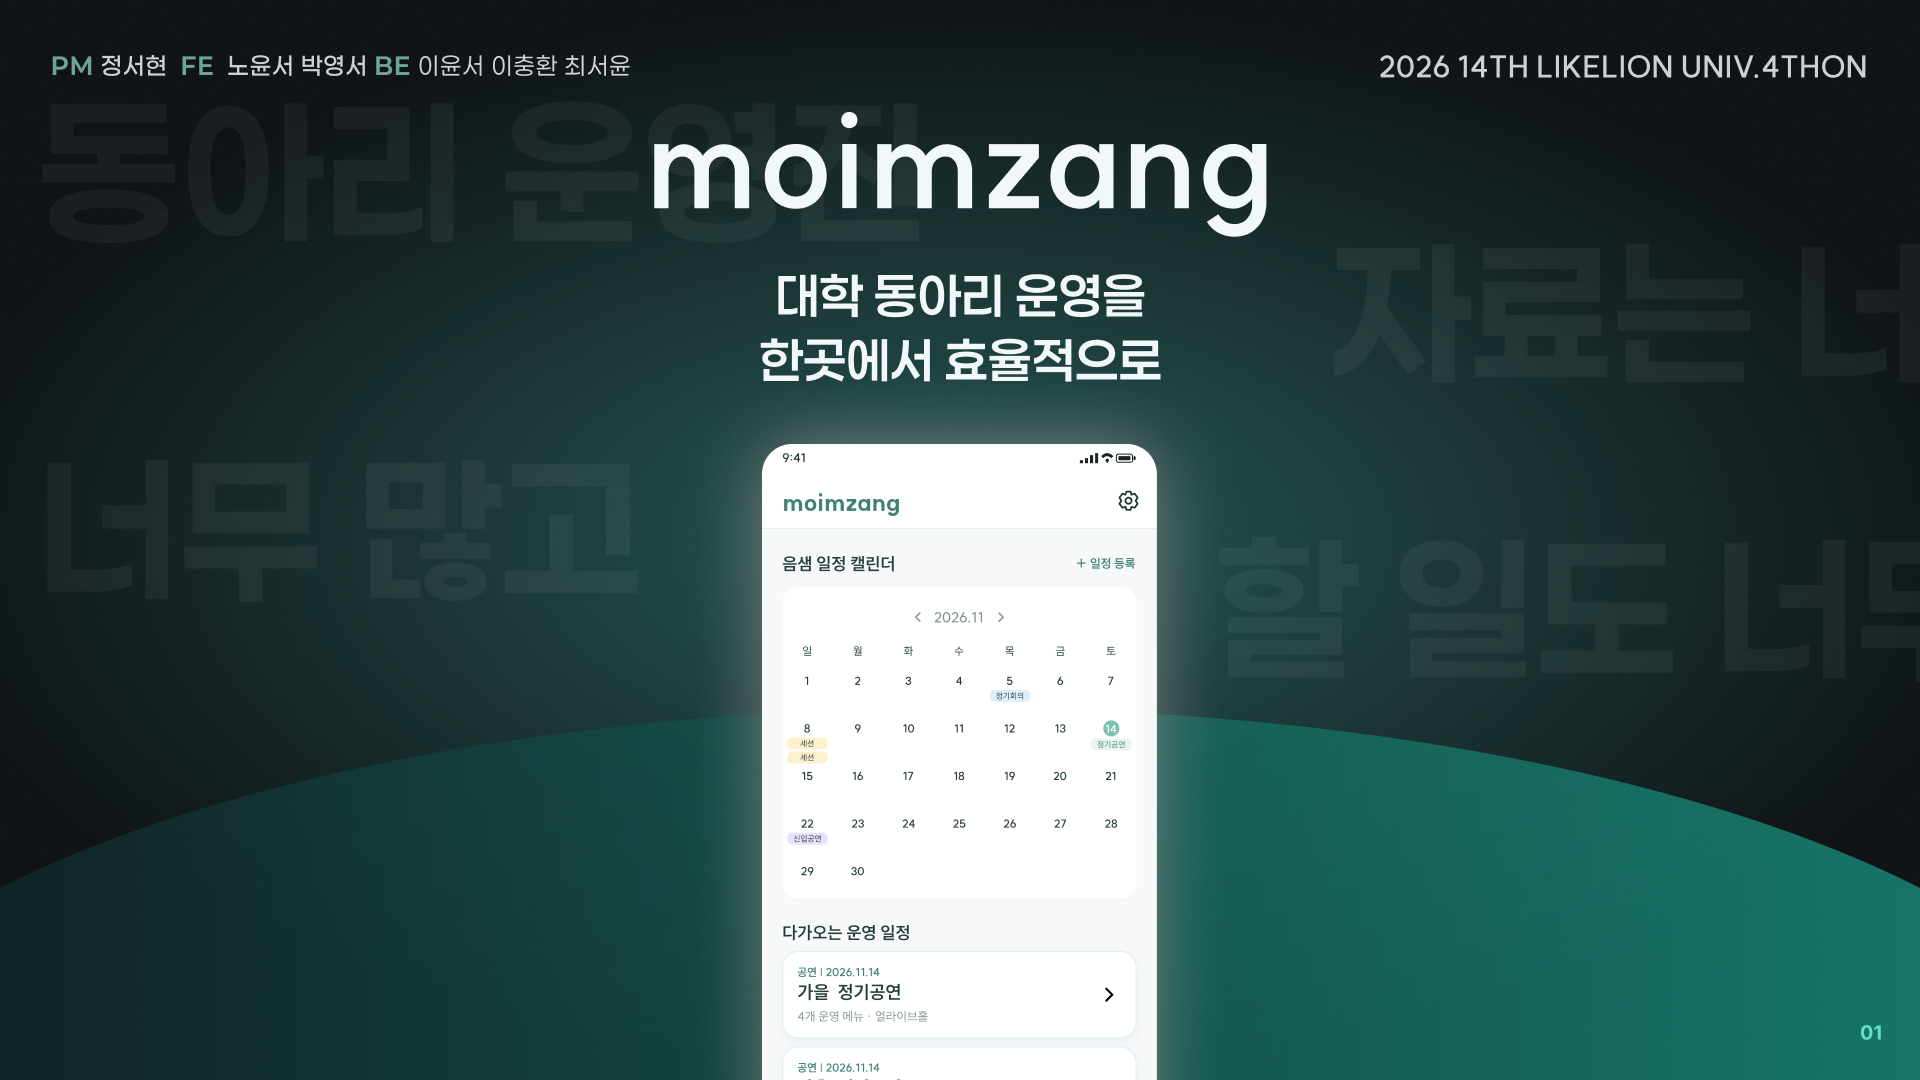 PM 정서현 FE 노윤서 박영서 BE 이윤서 이충환 최서윤
2026 14TH LIKELION UNIV.4THON
동아리 운영진
moimzang
대학 동아리 운영을
한곳에서 효율적으로
자료는 너
너무 많고
할 일도 너무
9:41
moimzang
음샘 일정 캘린더
+ 일정 등록
2026.11
일 월 화 수 목 금 토
1 2 3 4 5 6 7
정기회의
8 9 10 11 12 13 14
세션 정기공연
세션
15 16 17 18 19 20 21
22 23 24 25 26 27 28
신입공연
29 30
다가오는 운영 일정
공연 | 2026.11.14
가을 정기공연
4개 운영 메뉴 · 얼라이브홀
공연 | 2026.11.14
01